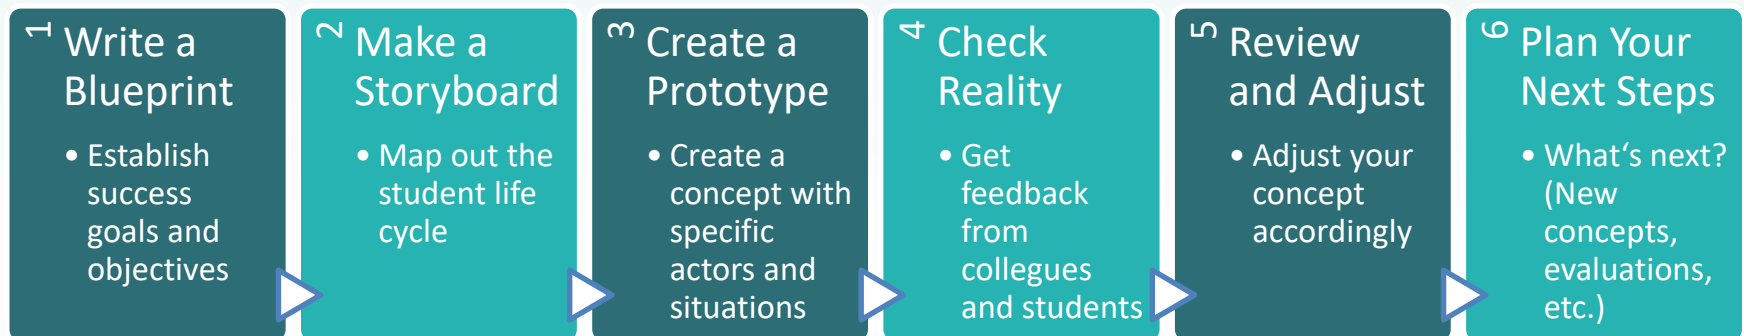 1
Write a
Blueprint
• Establish
success
goals and
objectives
2
Make a
Storyboard
• Map out the
student life
cycle
3
Create a
Prototype
• Create a
concept with
specific
actors and
situations
4
Check
Reality
• Get
feedback
from
collegues
and students
5
Review
and Adjust
• Adjust your
concept
accordingly
6
Plan Your
Next Steps
• What‘s next?
(New
concepts,
evaluations,
etc.)